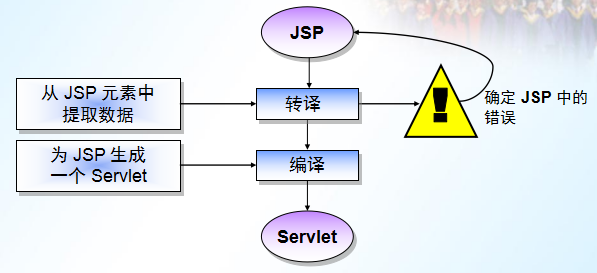 JSP
从 JSP 元素中
提取数据
转译
!
确定 JSP 中的
错误
为 JSP 生成
一个 Servlet
编译
Servlet